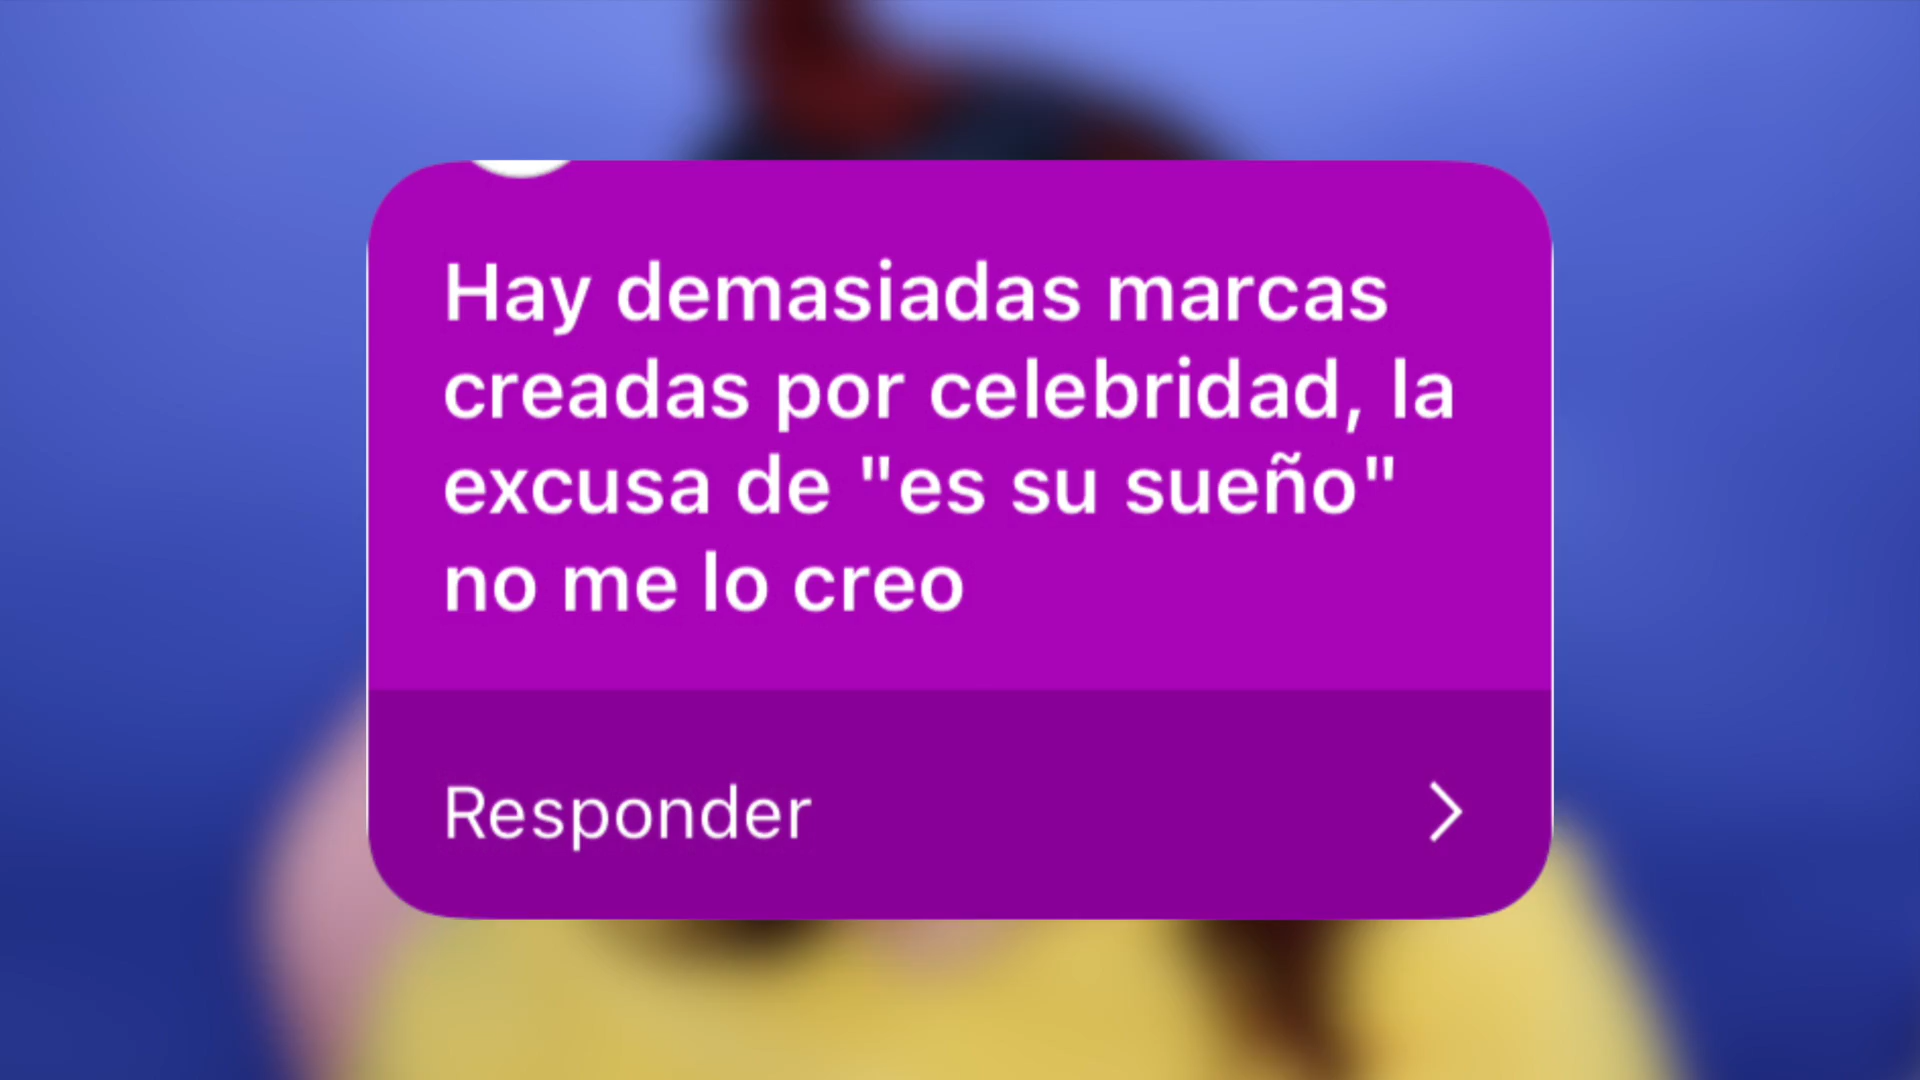 Hay demasiadas marcas
creadas por celebridad, la
excusa de "es su sueño"
no me lo creo
Responder